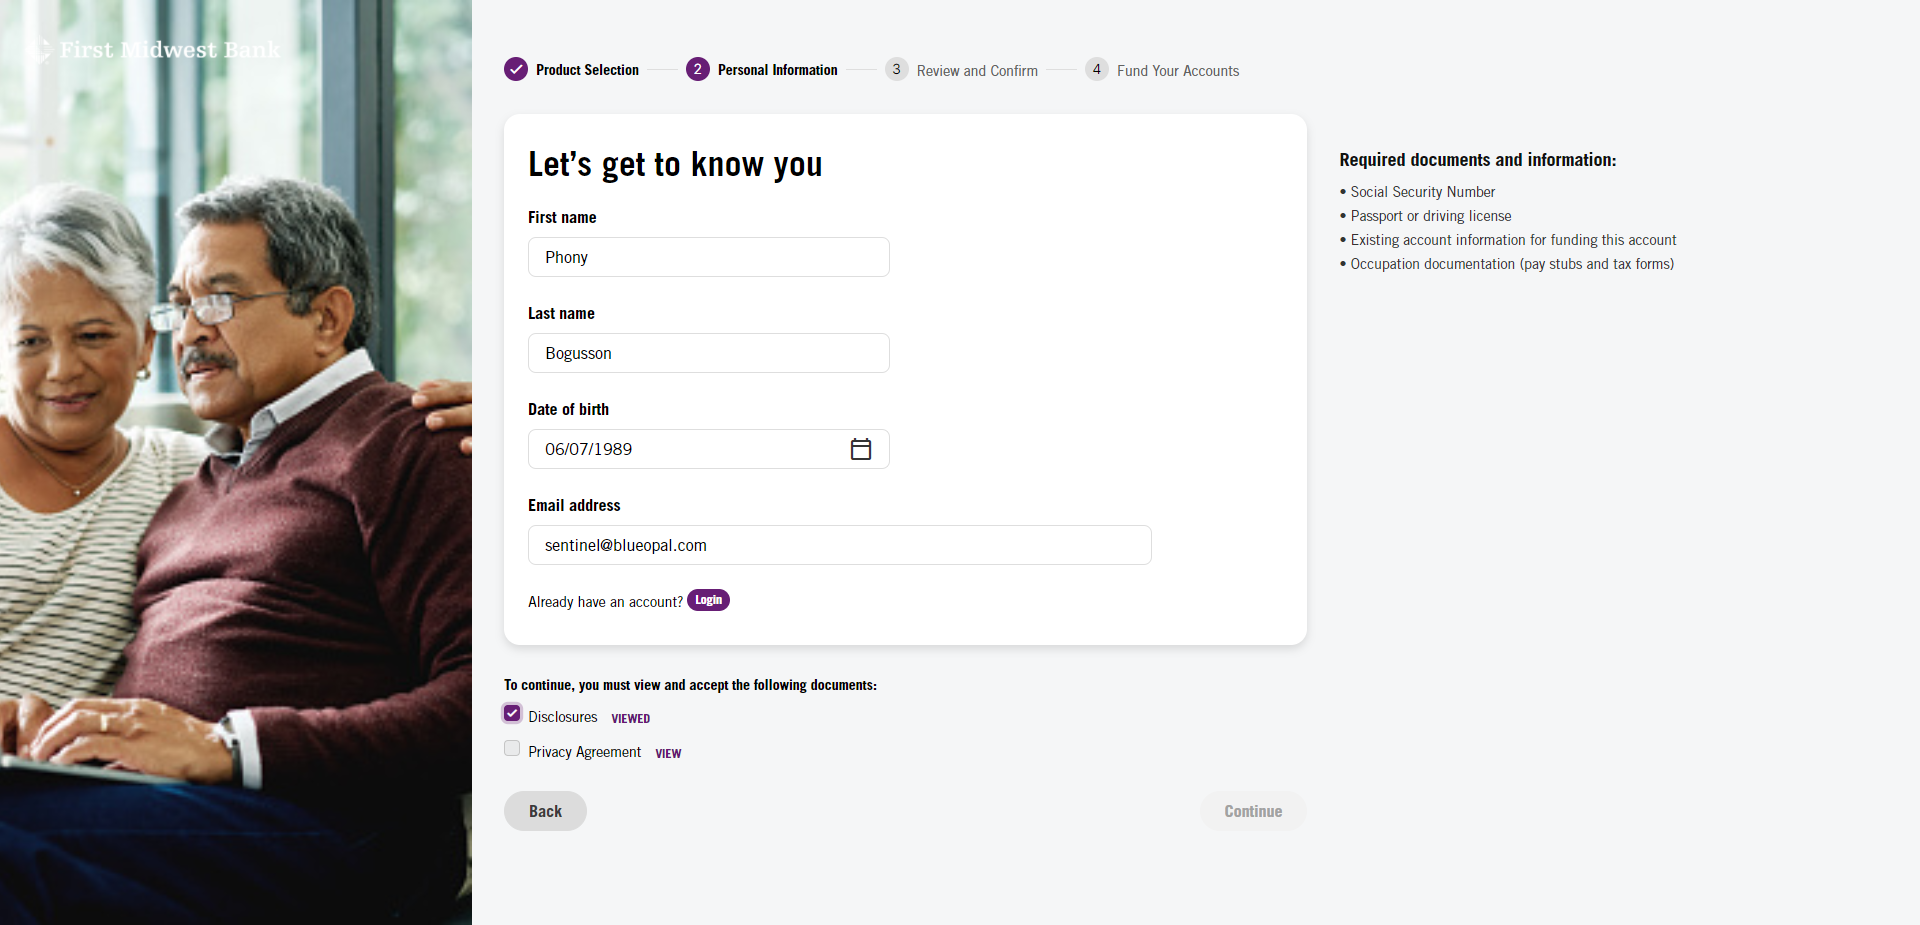 First Midwest Bank
Product Selection
2 Personal Information
3 Review and Confirm
4 Fund Your Accounts
Let’s get to know you
First name
Phony
Last name
Bogusson
Date of birth
06/07/1989
Email address
sentinel@blueopal.com
Already have an account? Login
To continue, you must view and accept the following documents:
Disclosures VIEWED
Privacy Agreement VIEW
Back
Continue
Required documents and information:
• Social Security Number
• Passport or driving license
• Existing account information for funding this account
• Occupation documentation (pay stubs and tax forms)